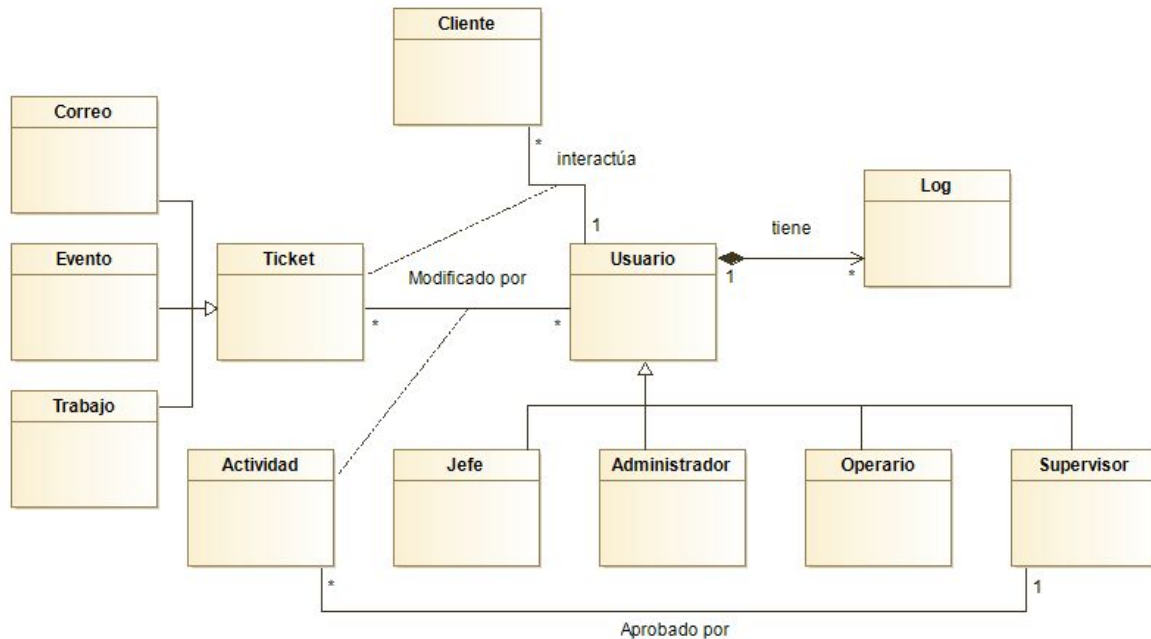 Cliente
Correo
*
interactúa
Log
1
tiene
Evento
Ticket
Usuario
1
*
Modificado por
*
*
Trabajo
Actividad
Jefe
Administrador
Operario
Supervisor
*
1
Aprobado por